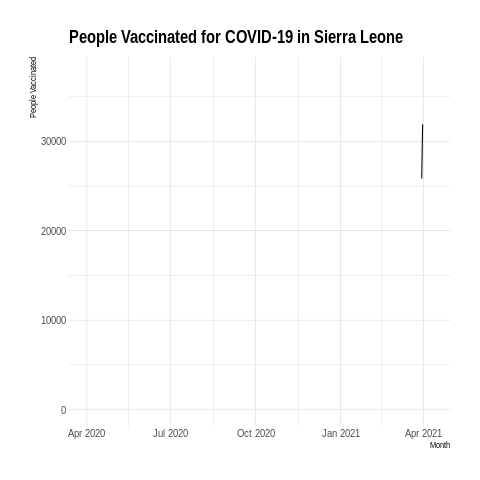 People Vaccinated for COVID-19 in Sierra Leone
People Vaccinated
30000
20000
10000
0
Apr 2020 Jul 2020 Oct 2020 Jan 2021 Apr 2021
Month